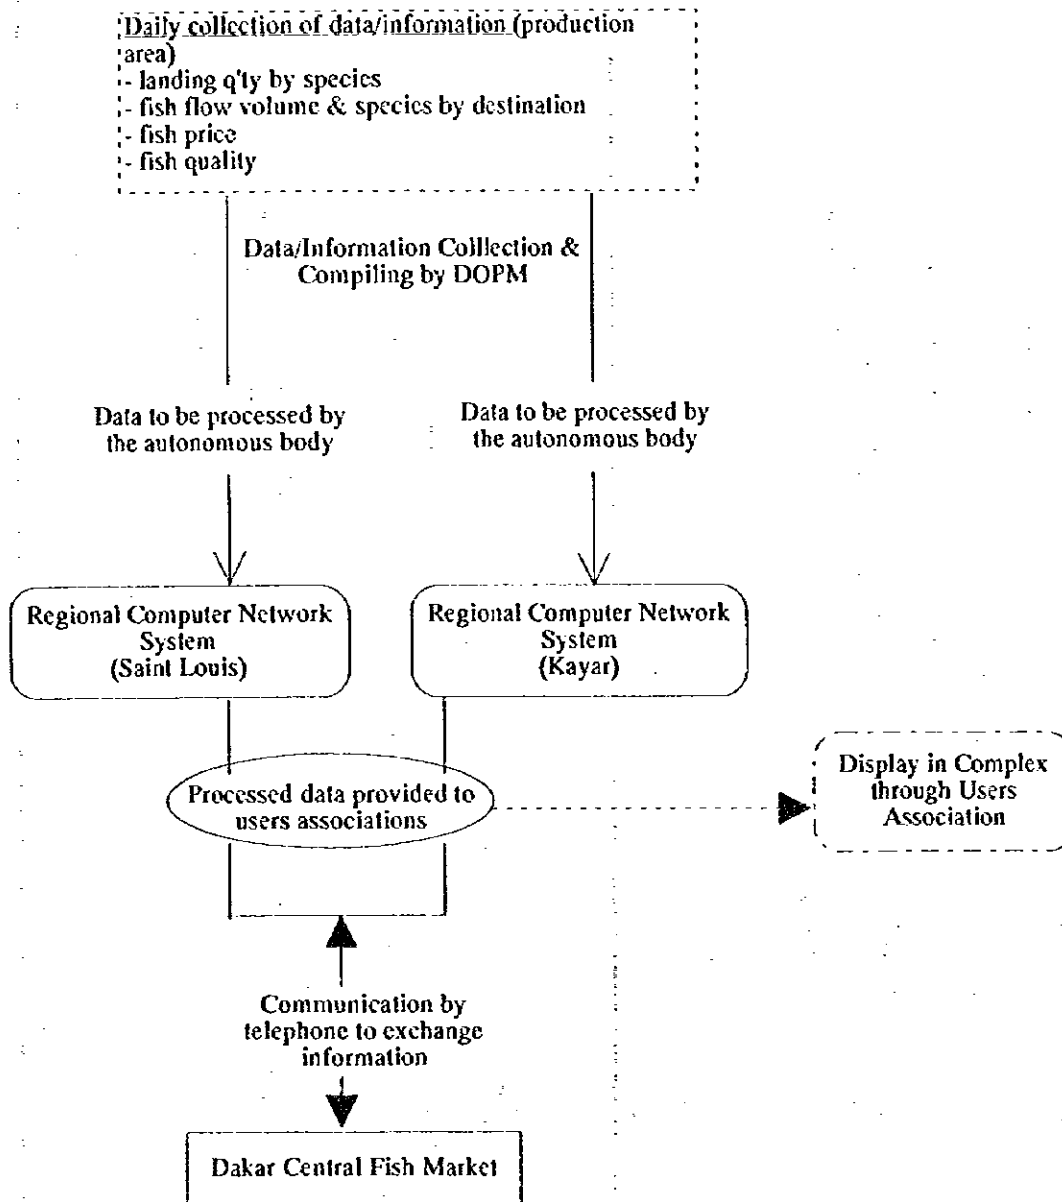 Daily collection of data/information (production
area)
- landing q'ty by species
- fish flow volume & species by destination
- fish price
- fish quality
Data/Information Colllection &
Compiling by DOPM
Data to be processed by
the autonomous body
Data to be processed by
the autonomous body
Regional Computer Network
System
(Saint Louis)
Regional Computer Network
System
(Kayar)
Processed data provided to
users associations
Display in Complex
through Users
Association
Communication by
telephone to exchange
information
Dakar Central Fish Market